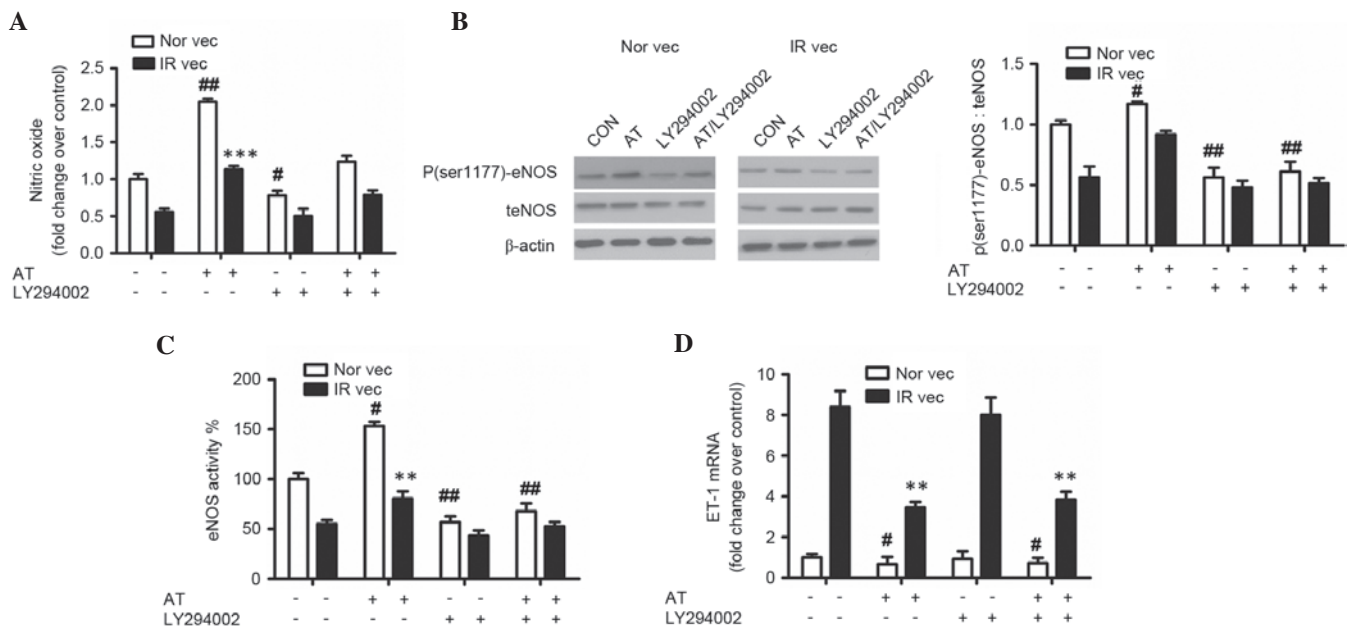 A
Nor vec
IR vec
Nitric oxide
(fold change over control)
2.5
2.0
1.5
1.0
0.5
0.0
##
***
#
AT - - + + - - + +
LY294002 - - - - + + + +
B
Nor vec
IR vec
CON
AT
LY294002
AT/LY294002
CON
AT
LY294002
AT/LY294002
P(ser1177)-eNOS
teNOS
β-actin
Nor vec
IR vec
p(ser1177)-eNOS : teNOS
1.5
1.0
0.5
0.0
#
##
##
AT - - + + - - + +
LY294002 - - - - + + + +
C
Nor vec
IR vec
eNOS activity %
200
150
100
50
0
#
**
##
##
AT - - + + - - + +
LY294002 - - - - + + + +
D
Nor vec
IR vec
ET-1 mRNA
(fold change over control)
10
8
6
4
2
0
#
**
#
**
AT - - + + - - + +
LY294002 - - - - + + + +